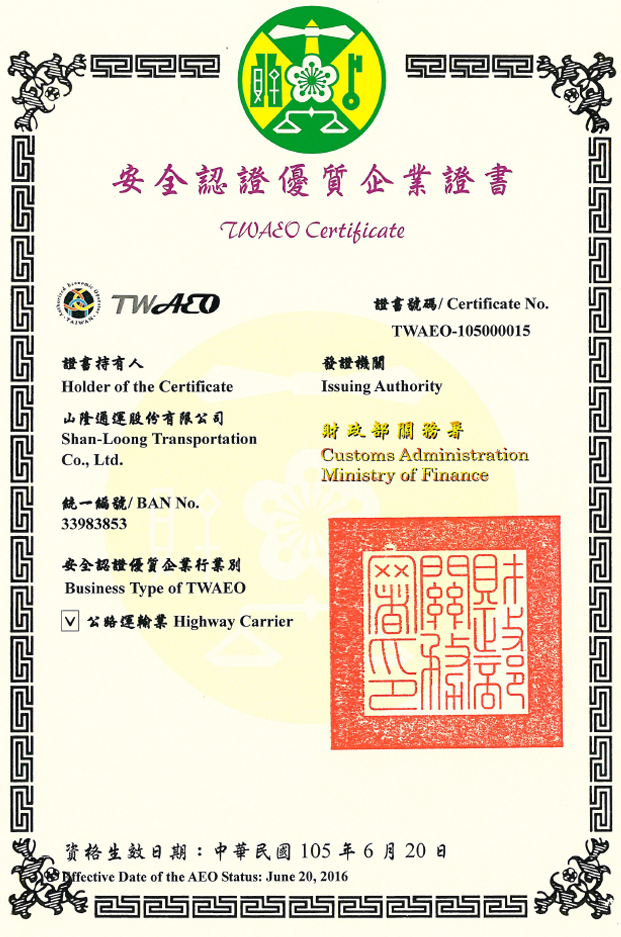 安全認證優質企業證書
TWAEO Certificate
Authorized Economic Operator
TAIWAN
TWAEO
證書號碼/ Certificate No.
TWAEO-105000015
證書持有人
Holder of the Certificate
山隆通運股份有限公司
Shan-Loong Transportation
Co., Ltd.
統一編號/ BAN No.
33983853
安全認證優質企業行業別
Business Type of TWAEO
V 公路運輸業 Highway Carrier
發證機關
Issuing Authority
財政部關務署
Customs Administration
Ministry of Finance
財政部
關務
署印
資格生效日期：中華民國 105 年 6 月 20 日
Effective Date of the AEO Status: June 20, 2016